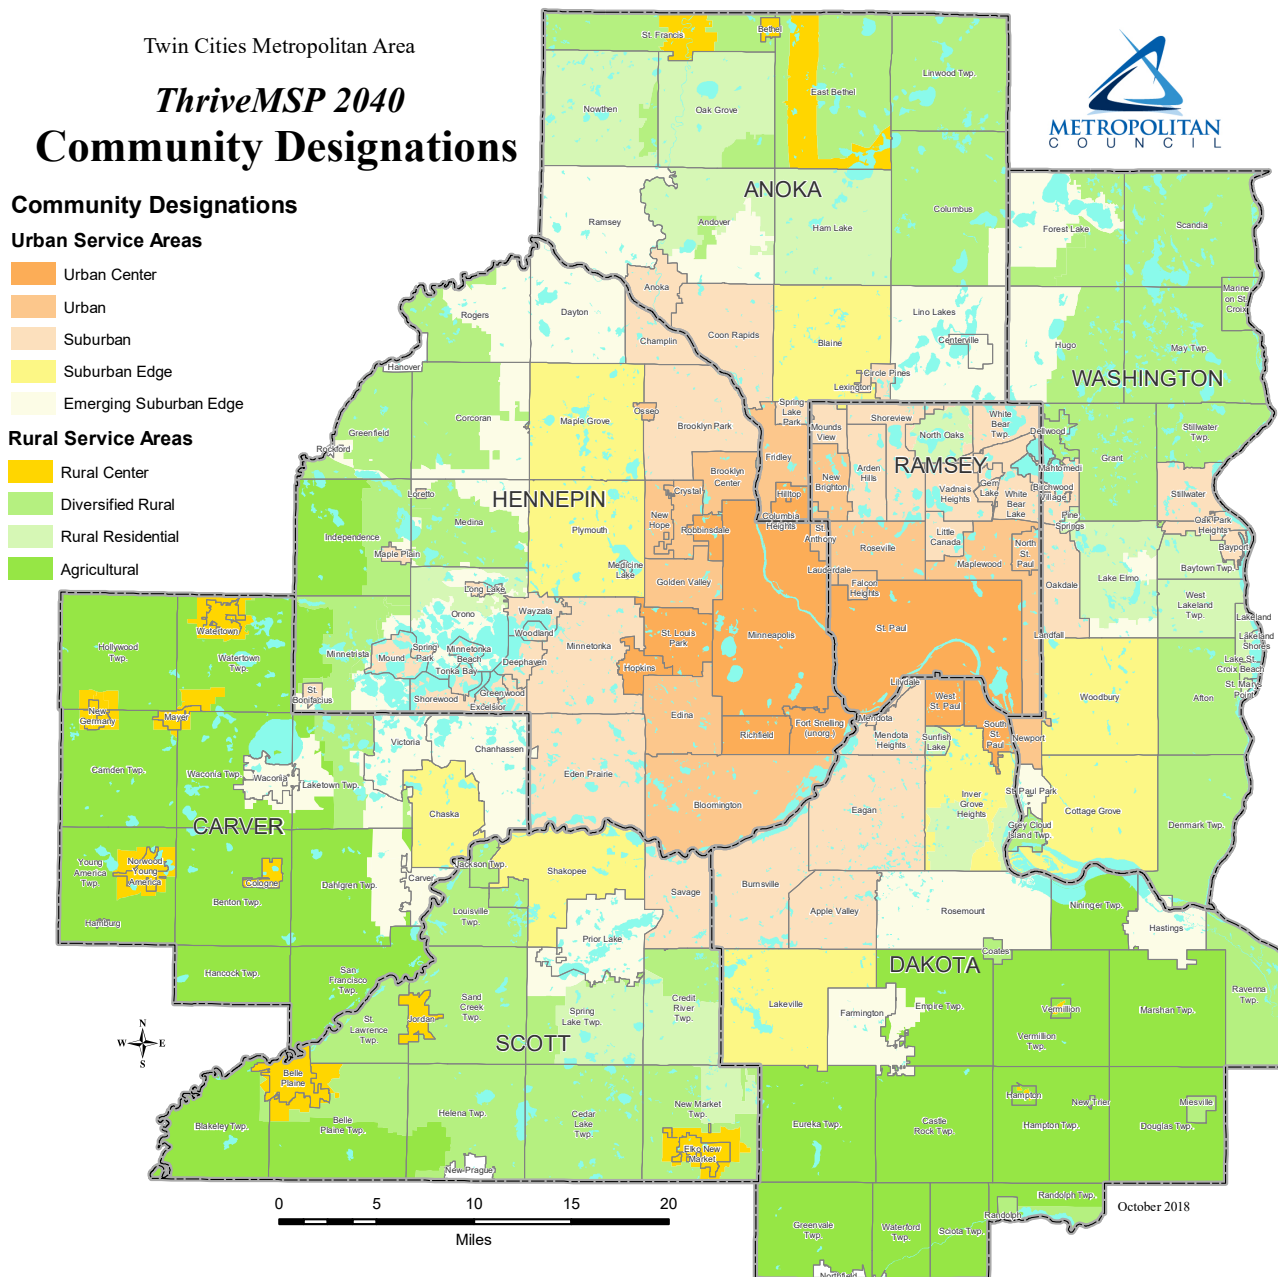 Twin Cities Metropolitan Area
ThriveMSP 2040
Community Designations
METROPOLITAN
COUNCIL
Community Designations
Urban Service Areas
Urban Center
Urban
Suburban
Suburban Edge
Emerging Suburban Edge
Rural Service Areas
Rural Center
Diversified Rural
Rural Residential
Agricultural
ANOKA
St. Francis
Bethel
East Bethel
Linwood Twp.
Nowthen
Oak Grove
Ramsey
Andover
Ham Lake
Columbus
Anoka
Coon Rapids
Blaine
Lino Lakes
Centerville
Circle Pines
Lexington
Spring
Lake
Park
Fridley
Hilltop
Columbia
Heights
WASHINGTON
Forest Lake
Scandia
Marine
on St.
Croix
Hugo
May Twp.
Stillwater
Twp.
Dellwood
Grant
Mahtomedi
Birchwood
Village
Pine
Springs
Stillwater
Oak Park
Heights
Bayport
Baytown Twp.
Lake Elmo
West
Lakeland
Twp.
Oakdale
Landfall
Lakeland
Lakeland
Shores
Lake St.
Croix Beach
St. Marys
Point
Woodbury
Afton
Newport
St. Paul Park
Grey Cloud
Island Twp.
Cottage Grove
Denmark Twp.
HENNEPIN
Rogers
Dayton
Champlin
Hanover
Corcoran
Maple Grove
Osseo
Brooklyn Park
Greenfield
Rockford
Brooklyn
Center
Crystal
New
Hope
Robbinsdale
Loretto
Medina
Independence
Maple Plain
Plymouth
Medicine
Lake
Golden Valley
Long Lake
Orono
Wayzata
Woodland
Minnetrista
Mound
Spring
Park
Minnetonka
Beach
Tonka Bay
Deephaven
Minnetonka
St. Louis
Park
Hopkins
Minneapolis
St.
Bonifacius
Shorewood
Greenwood
Excelsior
Edina
Richfield
Fort Snelling
(unorg.)
Eden Prairie
Bloomington
St.
Anthony
RAMSEY
Mounds
View
Shoreview
White
Bear
Twp.
North Oaks
New
Brighton
Arden
Hills
Vadnais
Heights
Gem
Lake
White
Bear
Lake
Roseville
Little
Canada
Maplewood
North
St.
Paul
Lauderdale
Falcon
Heights
St. Paul
CARVER
Hollywood
Twp.
Watertown
Watertown
Twp.
New
Germany
Mayer
Camden Twp.
Waconia Twp.
Waconia
Laketown Twp.
Victoria
Chanhassen
Chaska
Young
America
Twp.
Norwood
Young
America
Cologne
Benton Twp.
Dahlgren Twp.
Carver
Hamburg
Hancock Twp.
San
Francisco
Twp.
SCOTT
Jackson Twp.
Shakopee
Louisville
Twp.
Savage
Prior Lake
Sand
Creek
Twp.
Spring
Lake Twp.
Credit
River
Twp.
Jordan
St.
Lawrence
Twp.
Belle
Plaine
Blakeley Twp.
Belle
Plaine Twp.
Helena Twp.
Cedar
Lake
Twp.
New Market
Twp.
Elko New
Market
New Prague
DAKOTA
Lilydale
Mendota
Mendota
Heights
West
St. Paul
South
St.
Paul
Sunfish
Lake
Eagan
Inver
Grove
Heights
Burnsville
Apple Valley
Rosemount
Coates
Nininger Twp.
Hastings
Lakeville
Farmington
Empire Twp.
Vermillion
Vermillion
Twp.
Marshan Twp.
Ravenna
Twp.
Eureka Twp.
Castle
Rock Twp.
Hampton
Hampton Twp.
New Trier
Miesville
Douglas Twp.
Greenvale
Twp.
Waterford
Twp.
Sciota Twp.
Randolph
Randolph Twp.
Northfield
N
W
E
S
0
5
10
15
20
Miles
October 2018